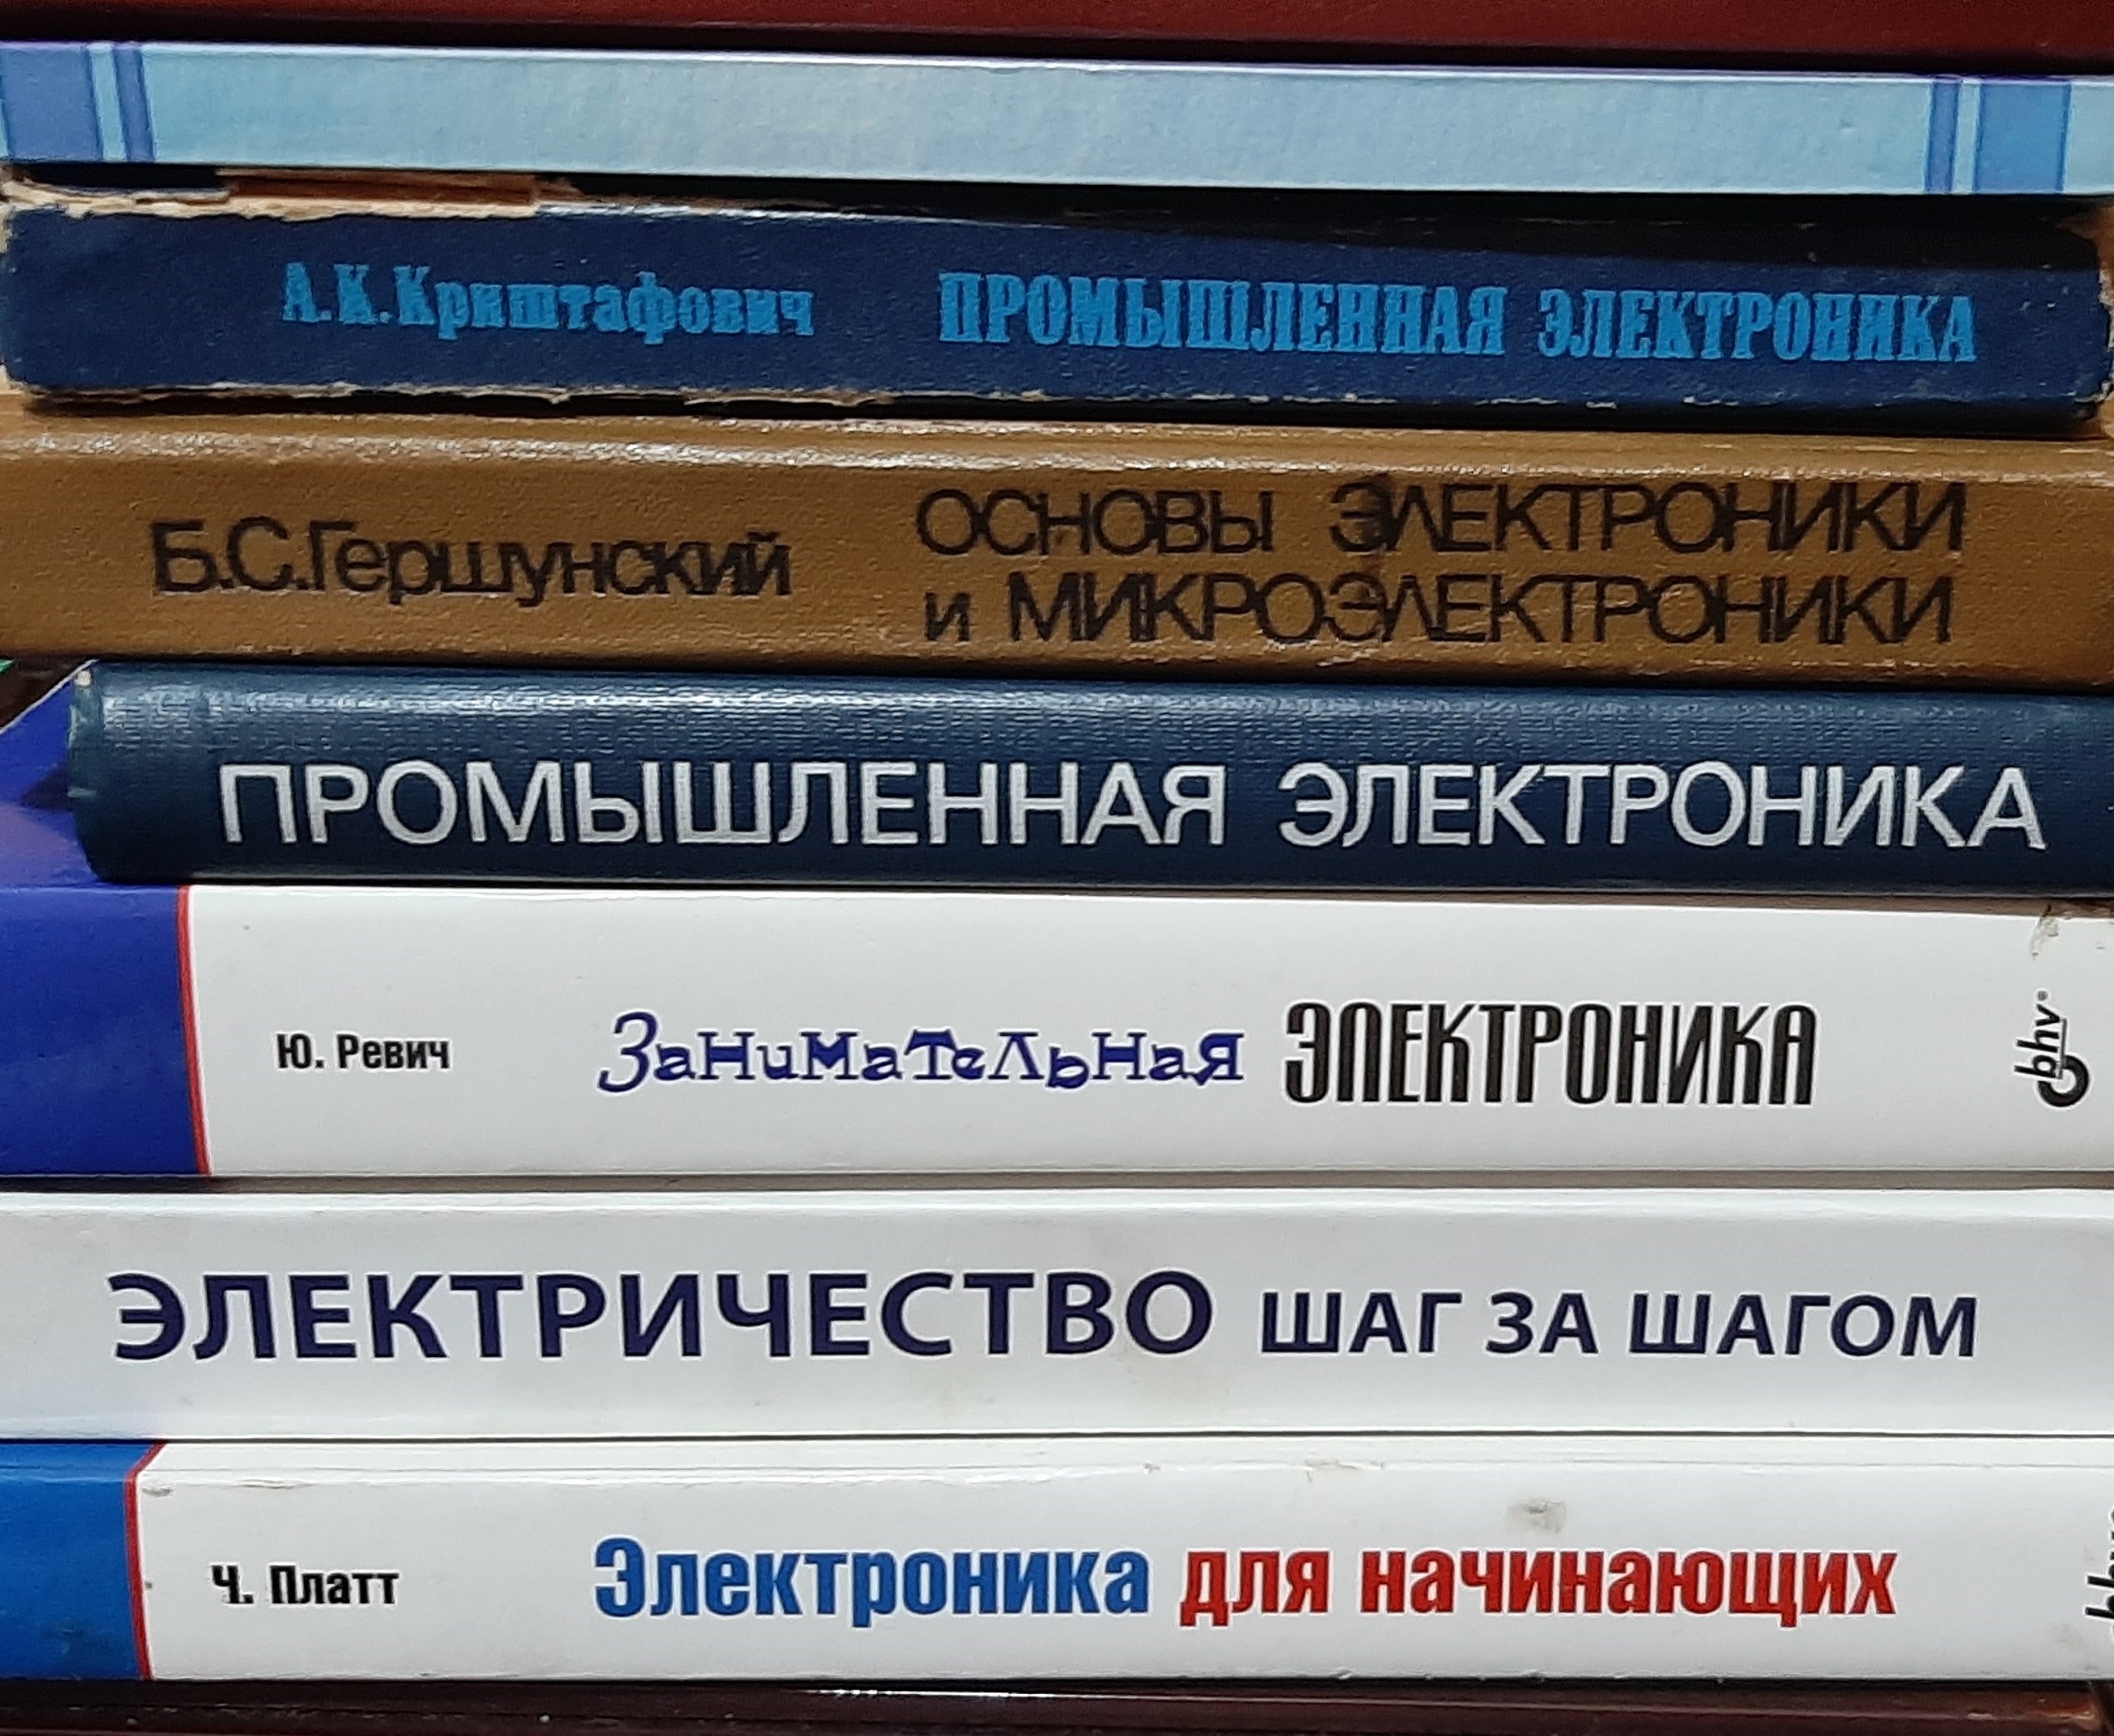 А.К.Криштафович ПРОМЫШЛЕННАЯ ЭЛЕКТРОНИКА
Б.С.Гершунский ОСНОВЫ ЭЛЕКТРОНИКИ
и МИКРОЭЛЕКТРОНИКИ
ПРОМЫШЛЕННАЯ ЭЛЕКТРОНИКА
Ю. Ревич Занимательная ЭЛЕКТРОНИКА bhv®
ЭЛЕКТРИЧЕСТВО ШАГ ЗА ШАГОМ
Ч. Платт Электроника для начинающих